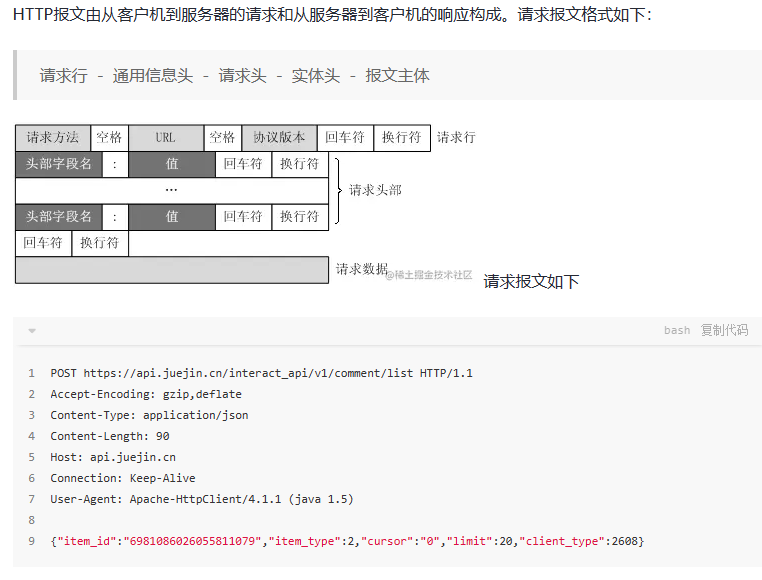 HTTP报文由从客户机到服务器的请求和从服务器到客户机的响应构成。请求报文格式如下：
请求行 - 通用信息头 - 请求头 - 实体头 - 报文主体
请求方法 空格 URL 空格 协议版本 回车符 换行符 请求行
头部字段名 : 值 回车符 换行符
… 请求头部
头部字段名 : 值 回车符 换行符
回车符 换行符
请求数据 @稀土掘金技术社区 请求报文如下
bash 复制代码
1 POST https://api.juejin.cn/interact_api/v1/comment/list HTTP/1.1
2 Accept-Encoding: gzip,deflate
3 Content-Type: application/json
4 Content-Length: 90
5 Host: api.juejin.cn
6 Connection: Keep-Alive
7 User-Agent: Apache-HttpClient/4.1.1 (java 1.5)
8
9 {"item_id":"6981086026055811079","item_type":2,"cursor":"0","limit":20,"client_type":2608}